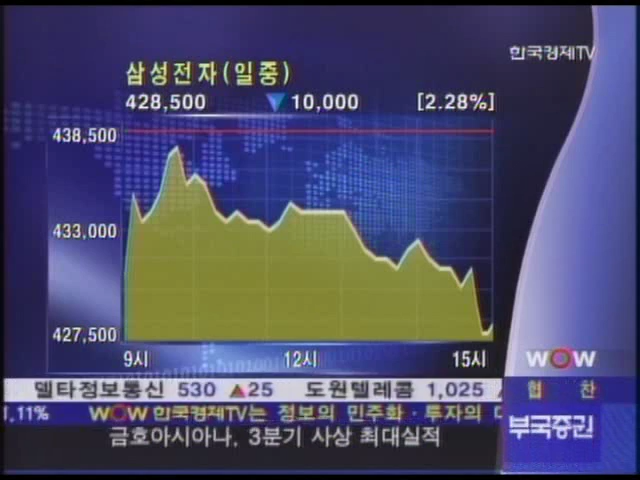 한국경제TV
삼성전자(일중)
428,500 ▼10,000 [2.28%]
438,500
433,000
427,500
9시 12시 15시
WOW
델타정보통신 530 ▲25 도원텔레콤 1,025
협 찬
1,11% WOW 한국경제TV는 정보의 민주화·투자의
부국증권
금호아시아나, 3분기 사상 최대실적